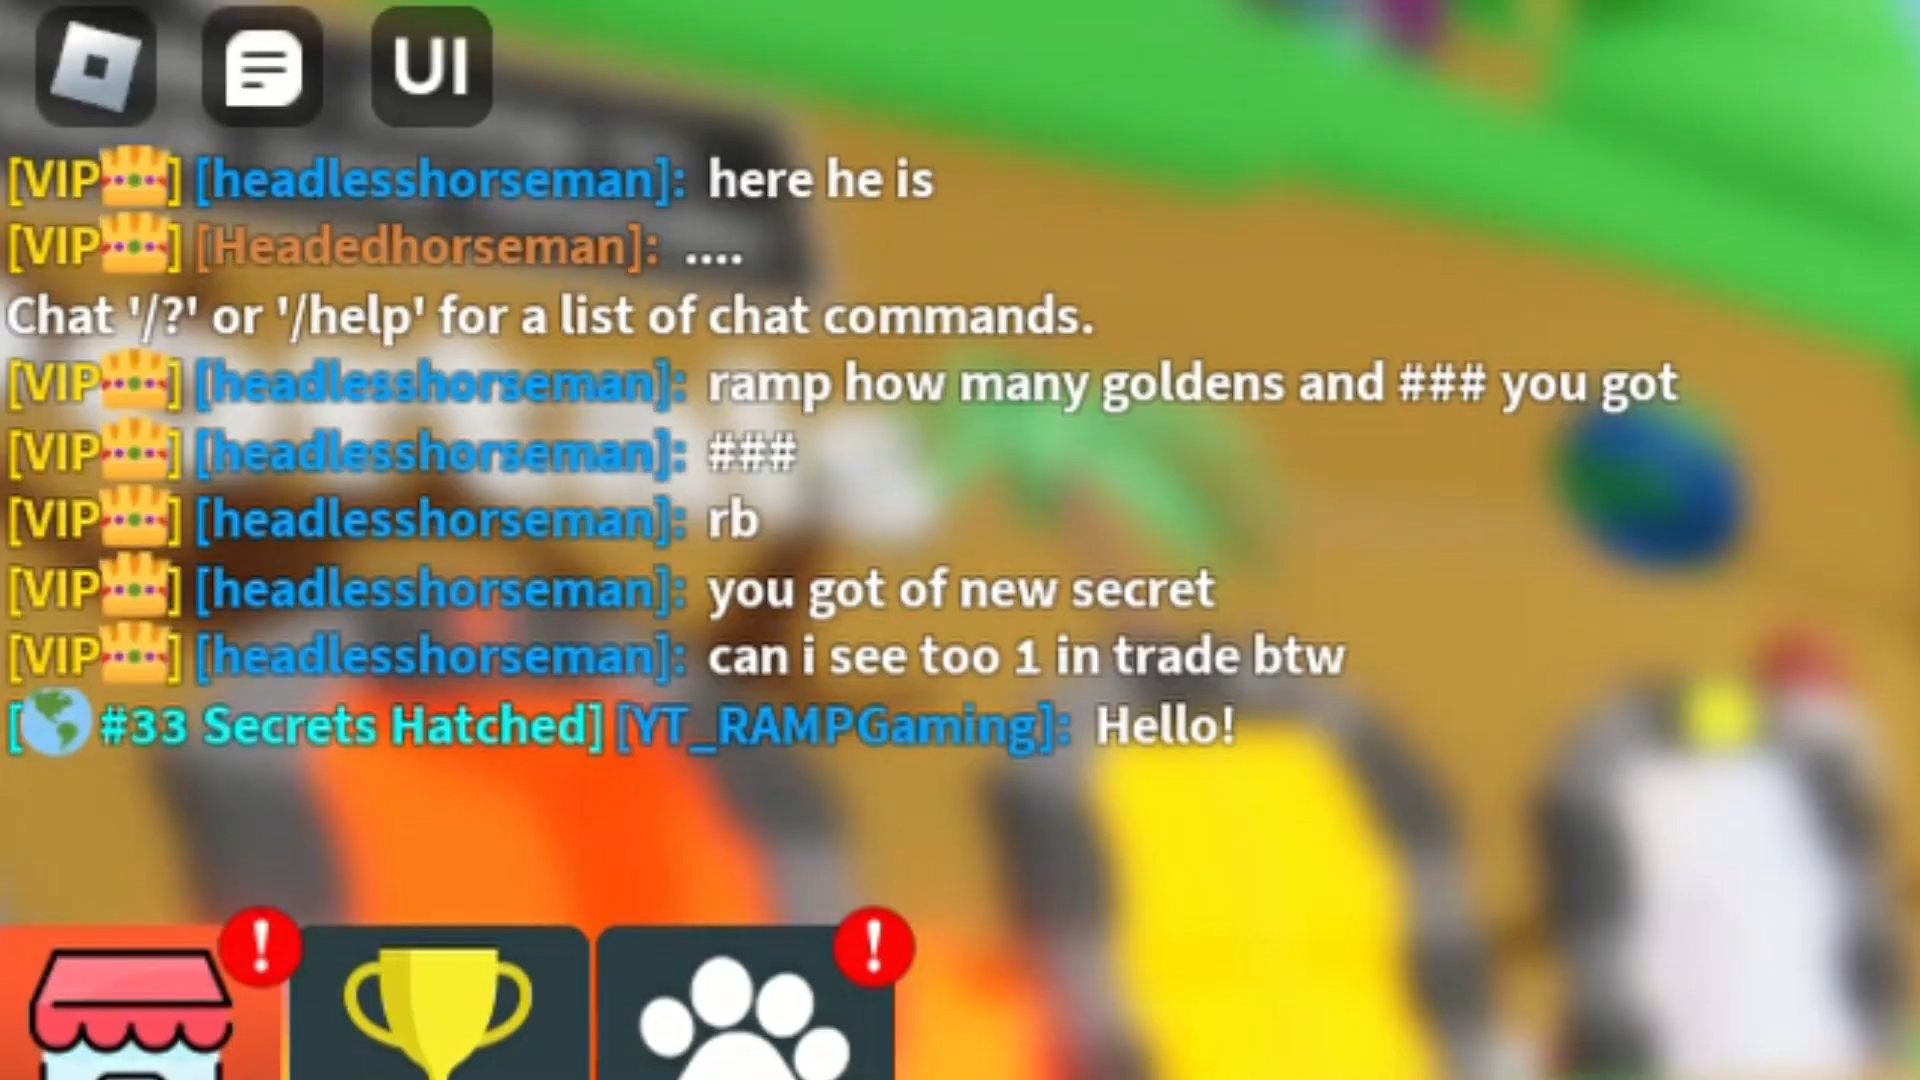 UI
[VIP👑] [headlesshorseman]: here he is
[VIP👑] [Headedhorseman]: ....
Chat '/?' or '/help' for a list of chat commands.
[VIP👑] [headlesshorseman]: ramp how many goldens and ### you got
[VIP👑] [headlesshorseman]: ###
[VIP👑] [headlesshorseman]: rb
[VIP👑] [headlesshorseman]: you got of new secret
[VIP👑] [headlesshorseman]: can i see too 1 in trade btw
[🌎 #33 Secrets Hatched] [YT_RAMPGaming]: Hello!
! !